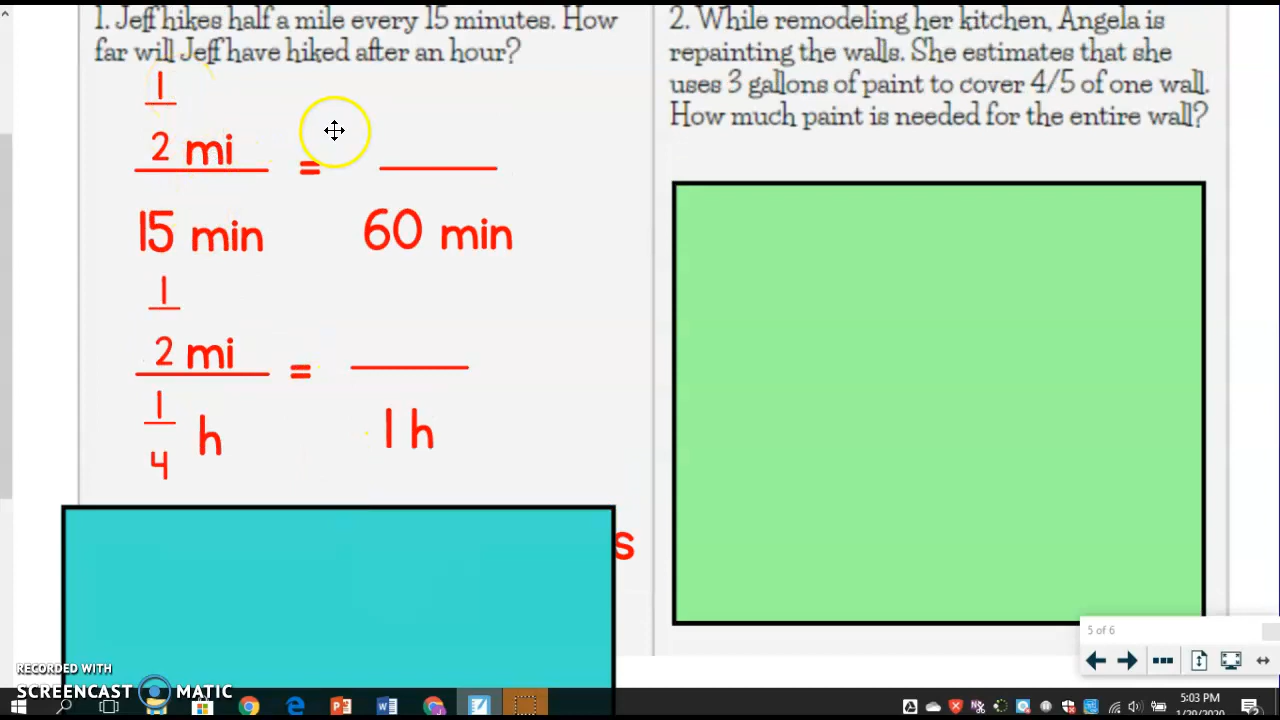 1. Jeff hikes half a mile every 15 minutes. How
far will Jeff have hiked after an hour?
1
2 mi
=
15 min
60 min
1
2 mi
=
1
4 h
1 h
s
2. While remodeling her kitchen, Angela is
repainting the walls. She estimates that she
uses 3 gallons of paint to cover 4/5 of one wall.
How much paint is needed for the entire wall?
5 of 6
RECORDED WITH
SCREENCAST MATIC
5:03 PM
1/29/2020